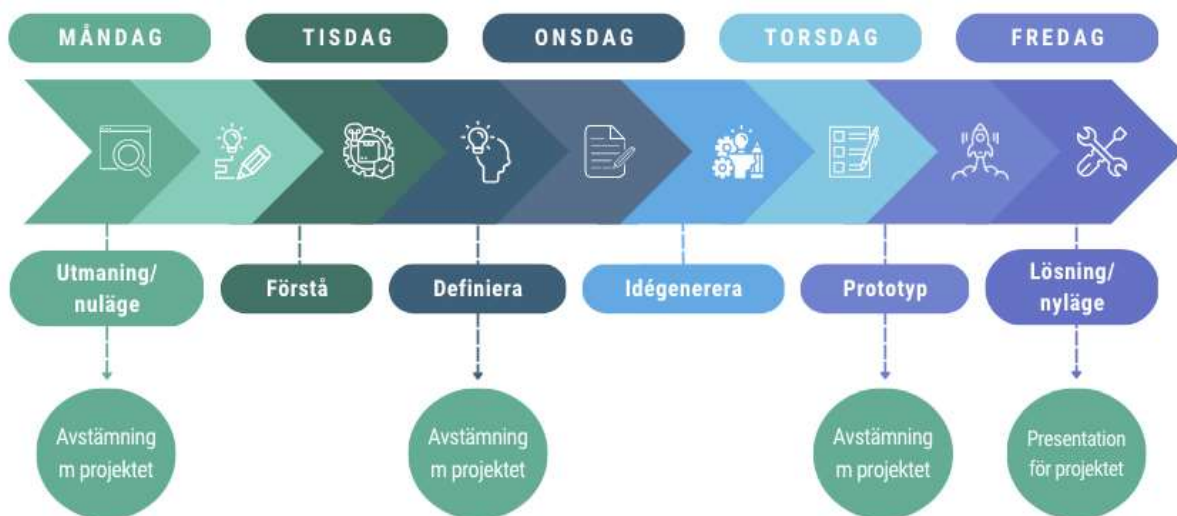 MÅNDAG
TISDAG
ONSDAG
TORSDAG
FREDAG
Utmaning/
nuläge
Förstå
Definiera
Idégenerera
Prototyp
Lösning/
nyläge
Avstämning
m projektet
Avstämning
m projektet
Avstämning
m projektet
Presentation
för projektet